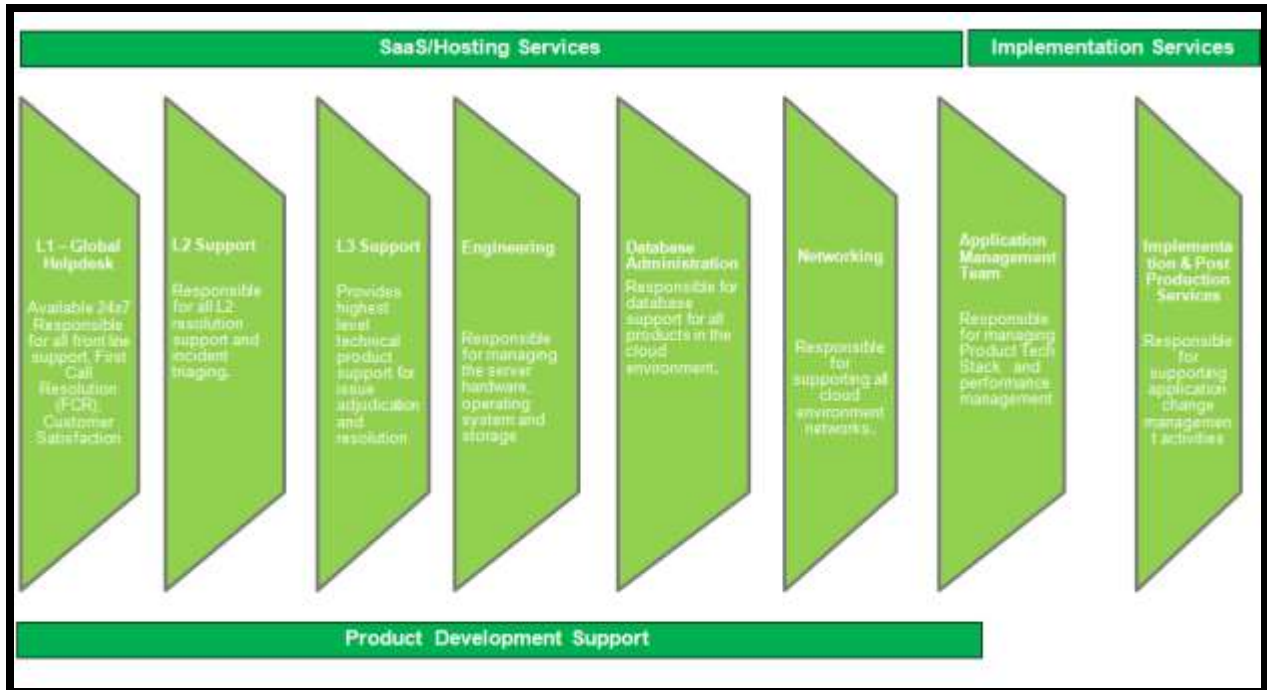 SaaS/Hosting Services
Implementation Services
L1 – Global
Helpdesk
Available 24x7
Responsible
for all front line
support, First
Call
Resolution
(FCR),
Customer
Satisfaction
L2 Support
Responsible
for all L2
resolution
support and
incident
triaging.
L3 Support
Provides
highest
level
technical
product
support for
issue
adjudication
and
resolution
Engineering
Responsible
for managing
the server
hardware,
operating
system and
storage
Database
Administration
Responsible for
database
support for all
products in the
cloud
environment.
Networking
Responsible
for
supporting all
cloud
environment
networks..
Application
Management
Team
Responsible
for managing
Product Tech
Stack and
performance
management
Implementa
tion & Post
Production
Services
Responsible
for
supporting
application
change
managemen
t activities
Product Development Support